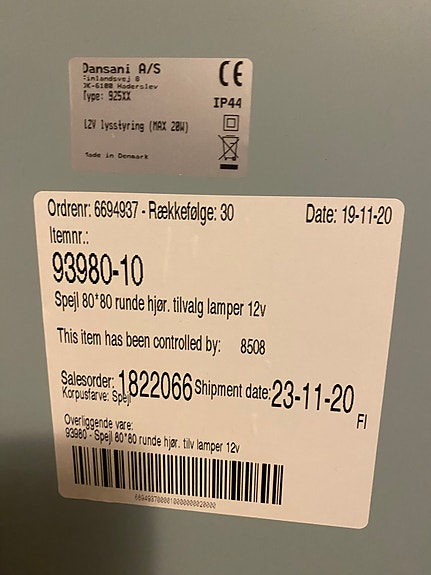 Dansani A/S
Finlandsvej 8
DK-6100 Haderslev
Type: 925XX
CE
IP44
12V lysstyring (MAX 20W)
Made in Denmark
Ordrenr: 6694937 - Rækkefølge: 30 Date: 19-11-20
Itemnr.:
93980-10
Spejl 80*80 runde hjør. tilvalg lamper 12v
This item has been controlled by: 8508
Salesorder: 1822066 Shipment date: 23-11-20
Korpusfarve: Spejl
FI
Overliggende vare:
93980 - Spejl 80*80 runde hjør. tilv lamper 12v